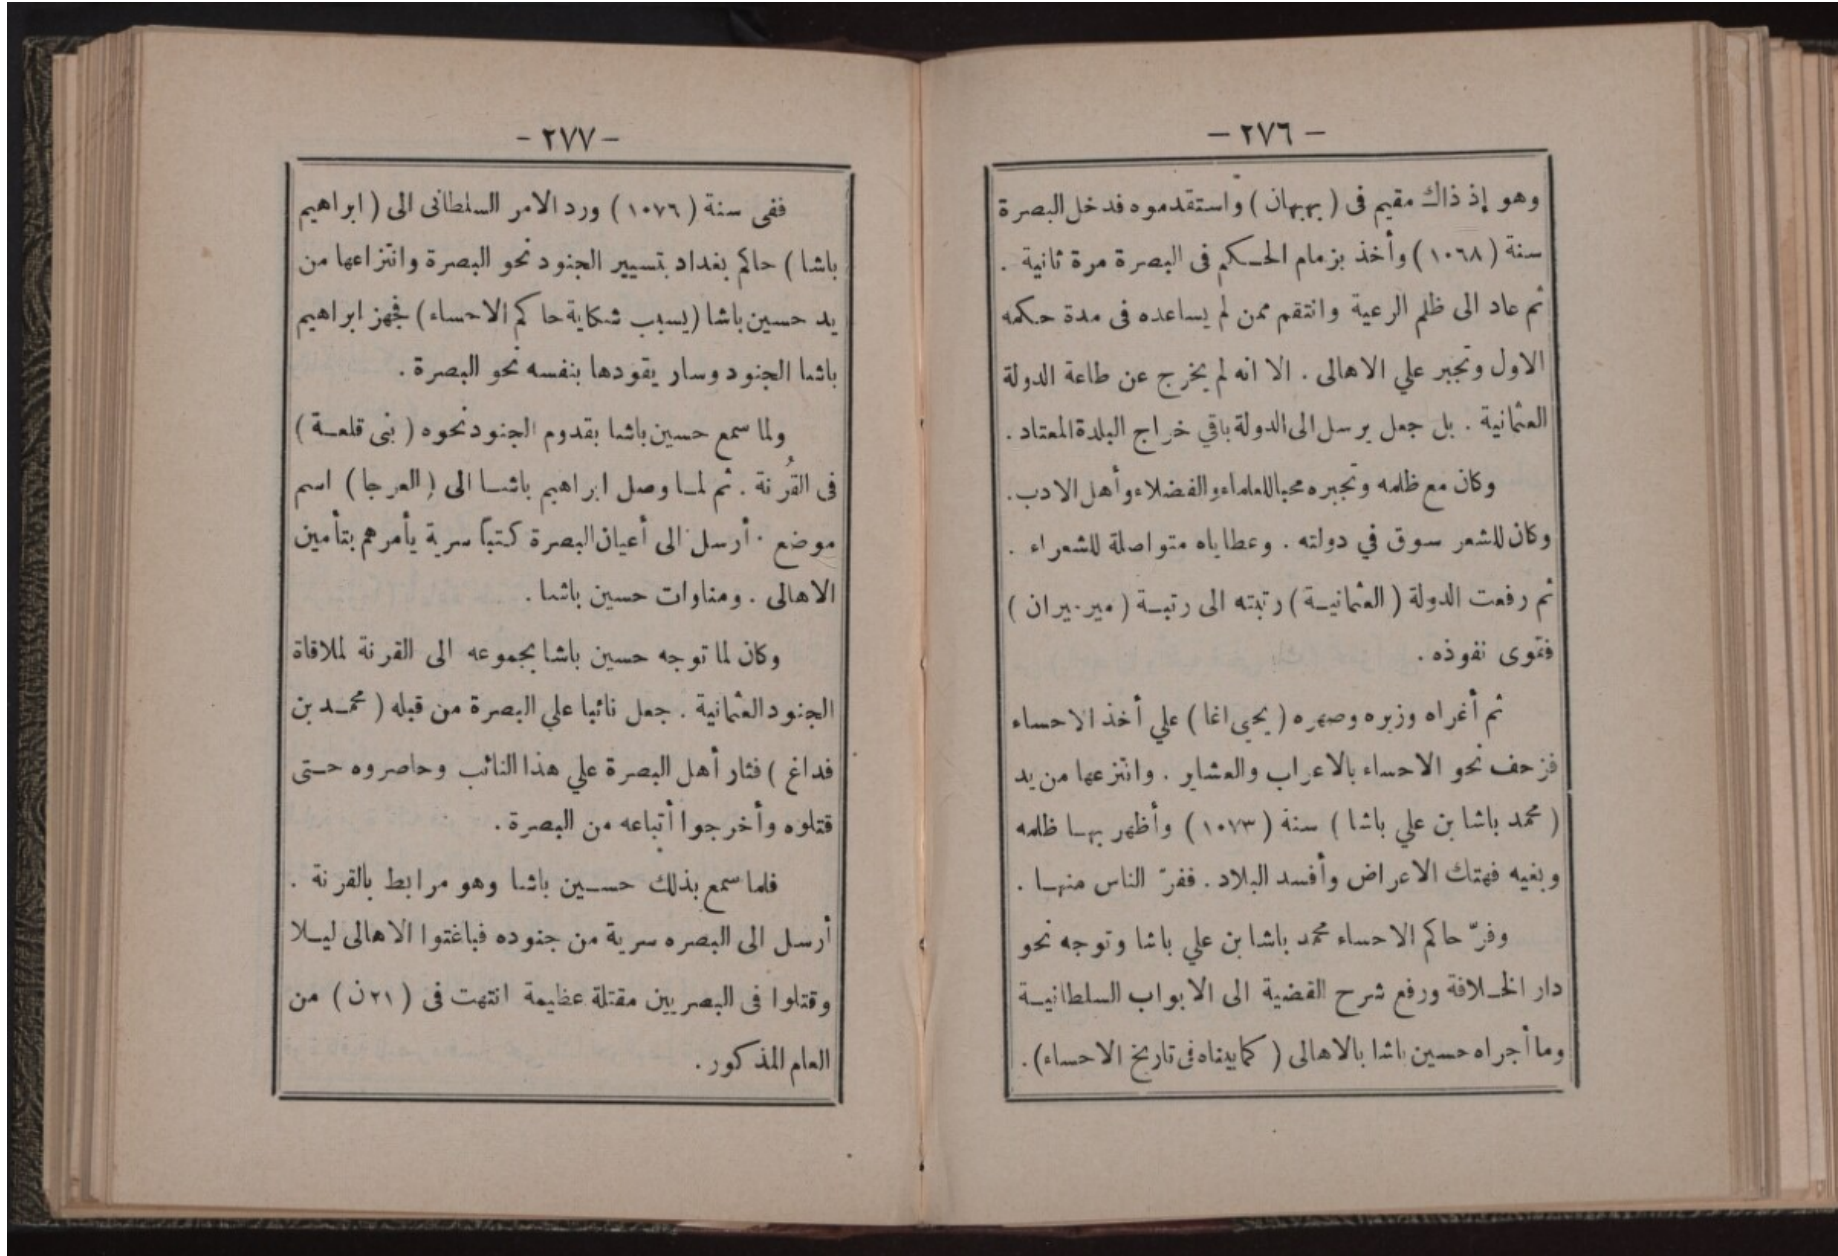 — ٢٧٦ —
وهو إذ ذاك مقيم فى ( بهبهان ) واستقدموه فدخل البصرة
سنة ( ١٠٦٨ ) وأخذ بزمام الحكم فى البصرة مرة ثانية .
ثم عاد الى ظلم الرعية وانتقم ممن لم يساعده فى مدة حكمه
الاول وتجبر علي الاهالى . الا انه لم يخرج عن طاعة الدولة
العثمانية . بل جعل يرسل الى الدولة باقي خراج البلدة المعتاد .
وكان مع ظلمه وتجبره محبا للعلماء والفضلاء وأهل الادب .
وكان للشعر سوق في دولته . وعطاياه متواصلة للشعراء .
ثم رفعت الدولة ( العثمانية ) رتبته الى رتبة ( مير ميران )
فتقوى نفوذه .
ثم أغراه وزيره وصهره ( يحيى اغا ) علي أخذ الاحساء
فزحف نحو الاحساء بالاعراب والعشاير . وانتزعها من يد
( محمد باشا بن علي باشا ) سنة ( ١٠٧٣ ) وأظهر بها ظلمه
وبغيه فهتك الاعراض وأفسد البلاد . ففرّ الناس منها .
وفرّ حاكم الاحساء محمد باشا بن علي باشا وتوجه نحو
دار الخلافة ورفع شرح القضية الى الابواب السلطانية
وما أجراه حسين باشا بالاهالى ( كما بيناه فى تاريخ الاحساء ) .
— ٢٧٧ —
ففى سنة ( ١٠٧٦ ) ورد الامر السلطانى الى ( ابراهيم
باشا ) حاكم بغداد بتسيير الجنود نحو البصرة وانتزاعها من
يد حسين باشا ( بسبب شكاية حاكم الاحساء ) فجهز ابراهيم
باشا الجنود وسار يقودها بنفسه نحو البصرة .
ولما سمع حسين باشا بقدوم الجنود نحوه ( بنى قلعة )
فى القُرنة . ثم لما وصل ابراهيم باشا الى ( العرجا ) اسم
موضع . أرسل الى أعيان البصرة كتباً سرية يأمرهم بتأمين
الاهالى . ومناوات حسين باشا .
وكان لما توجه حسين باشا بجموعه الى القرنة لملاقاة
الجنود العثمانية . جعل نائبا علي البصرة من قبله ( محمد بن
فداغ ) فثار أهل البصرة علي هذا النائب وحاصروه حتى
قتلوه وأخرجوا أتباعه من البصرة .
فلما سمع بذلك حسين باشا وهو مرابط بالقرنة .
أرسل الى البصره سرية من جنوده فباغتوا الاهالى ليلا
وقتلوا فى البصريين مقتلة عظيمة انتهت فى ( ٢١ ن ) من
العام المذكور .